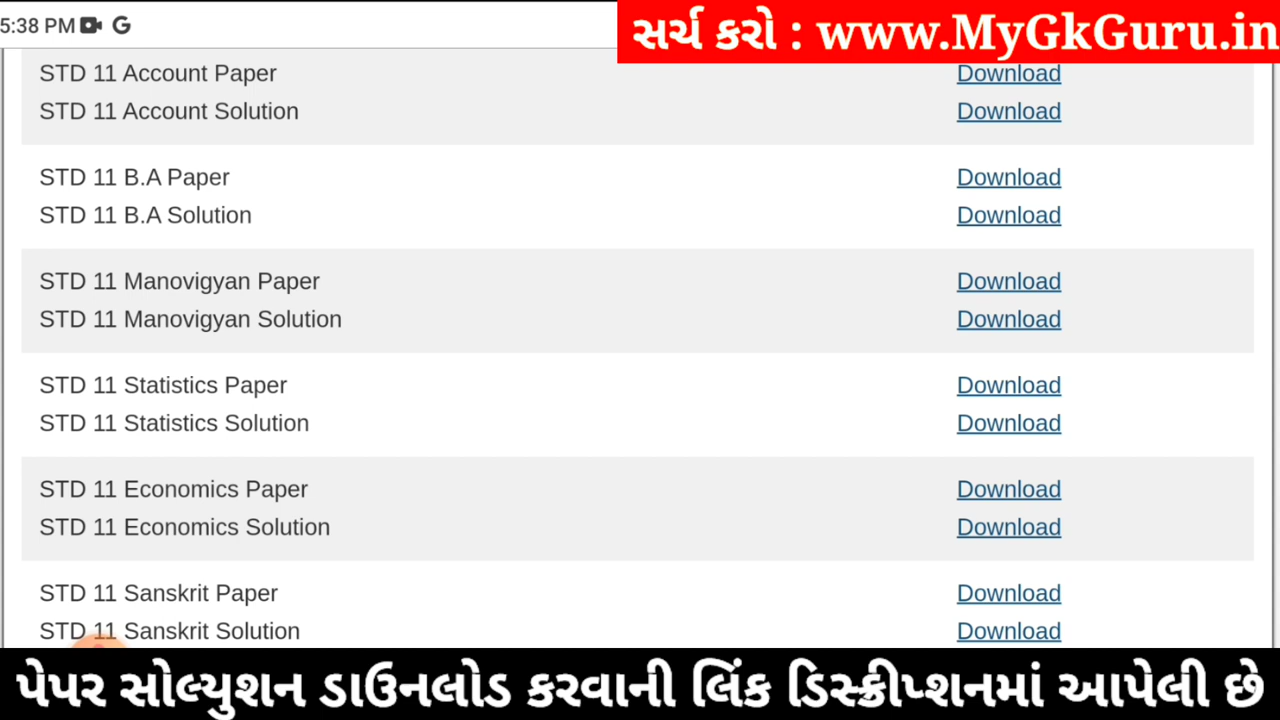 5:38 PM
સર્ચ કરો : www.MyGkGuru.in
STD 11 Account Paper Download
STD 11 Account Solution Download
STD 11 B.A Paper Download
STD 11 B.A Solution Download
STD 11 Manovigyan Paper Download
STD 11 Manovigyan Solution Download
STD 11 Statistics Paper Download
STD 11 Statistics Solution Download
STD 11 Economics Paper Download
STD 11 Economics Solution Download
STD 11 Sanskrit Paper Download
STD 11 Sanskrit Solution Download
પેપર સોલ્યુશન ડાઉનલોડ કરવાની લિંક ડિસ્ક્રીપ્શનમાં આપેલી છે